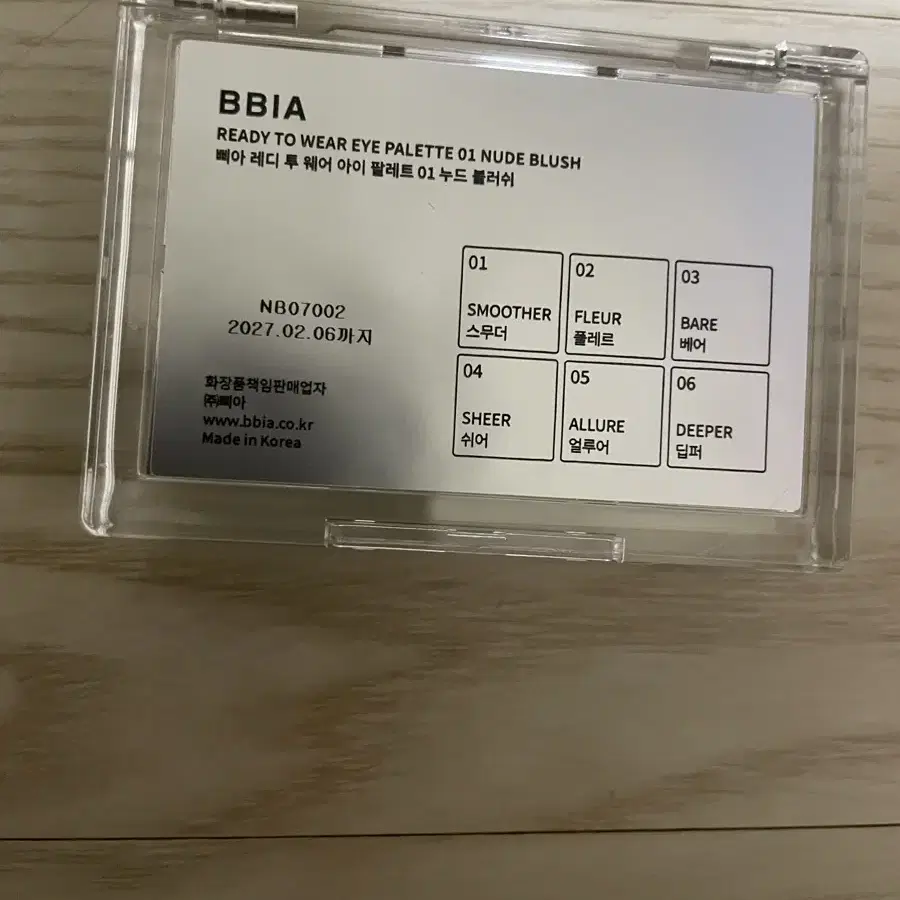 BBIA
READY TO WEAR EYE PALETTE 01 NUDE BLUSH
삐아 레디 투 웨어 아이 팔레트 01 누드 블러쉬
NB07002
2027.02.06까지
화장품책임판매업자
㈜삐아
www.bbia.co.kr
Made in Korea
01
SMOOTHER
스무더
02
FLEUR
플레르
03
BARE
베어
04
SHEER
쉬어
05
ALLURE
얼루어
06
DEEPER
딥퍼